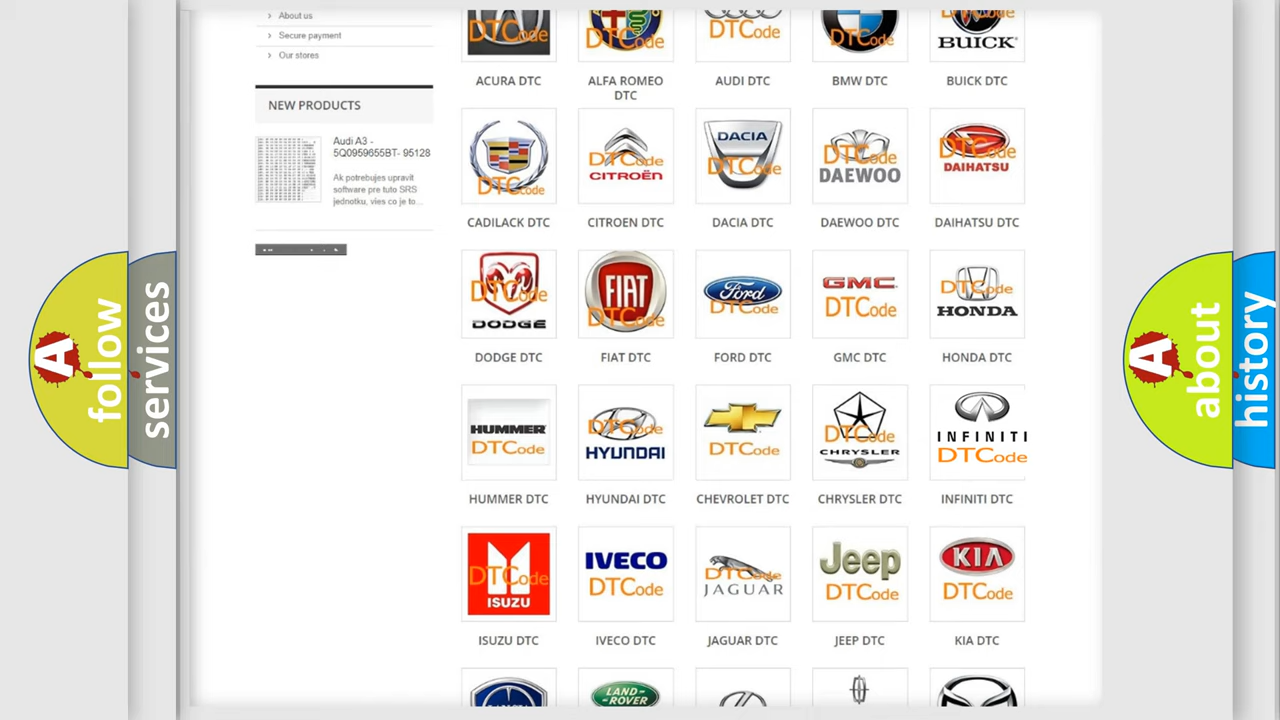 About us
Secure payment
Our stores
NEW PRODUCTS
Audi A3 -
5Q0959655BT- 95128
Ak potrebujes upravit
software pre tuto SRS
jednotku, vies co je to...
DTCode
DTCode
DTCode
DTCode
BUICK
ACURA DTC
ALFA ROMEO
DTC
AUDI DTC
BMW DTC
BUICK DTC
DTCode
DTCode
CITROËN
DACIA
DTCode
DTCode
DAEWOO
DTCode
DAIHATSU
CADILACK DTC
CITROEN DTC
DACIA DTC
DAEWOO DTC
DAIHATSU DTC
DTCode
DODGE
FIAT
DTCode
Ford
DTCode
GMC
DTCode
DTCode
HONDA
DODGE DTC
FIAT DTC
FORD DTC
GMC DTC
HONDA DTC
HUMMER
DTCode
DTCode
HYUNDAI
DTCode
DTCode
CHRYSLER
INFINITI
DTCode
HUMMER DTC
HYUNDAI DTC
CHEVROLET DTC
CHRYSLER DTC
INFINITI DTC
DTCode
ISUZU
IVECO
DTCode
DTCode
JAGUAR
Jeep
DTCode
KIA
DTCode
ISUZU DTC
IVECO DTC
JAGUAR DTC
JEEP DTC
KIA DTC
LAND-
ROVER
A
follow
services
A
about
history